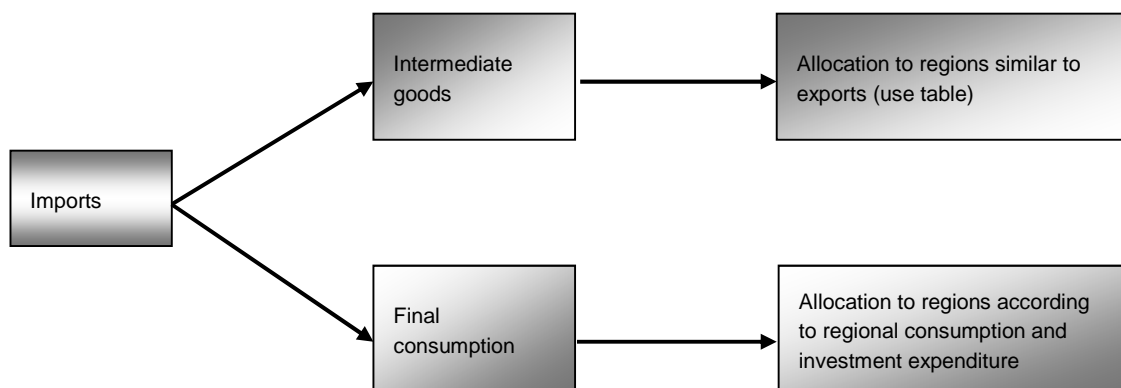 Imports
Intermediate
goods
Allocation to regions similar to
exports (use table)
Final
consumption
Allocation to regions according
to regional consumption and
investment expenditure